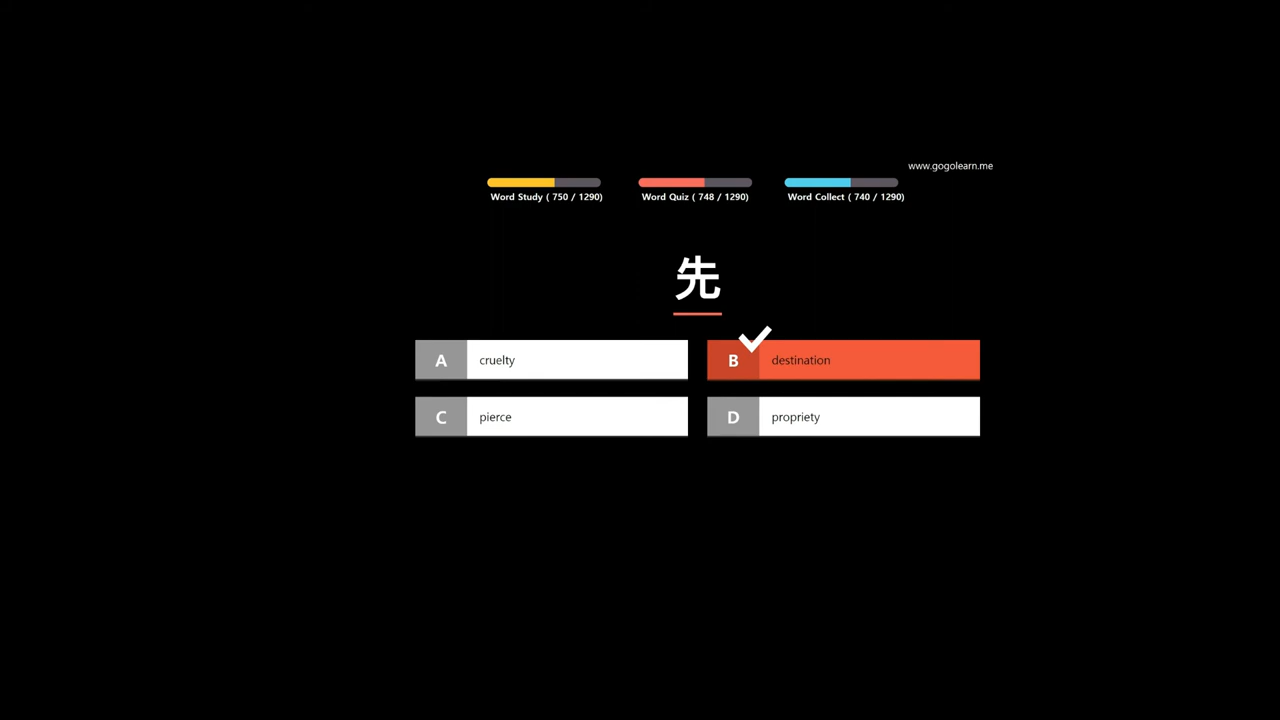 www.gogolearn.me
Word Study ( 750 / 1290)
Word Quiz ( 748 / 1290)
Word Collect ( 740 / 1290)
先
A cruelty
B destination
C pierce
D propriety